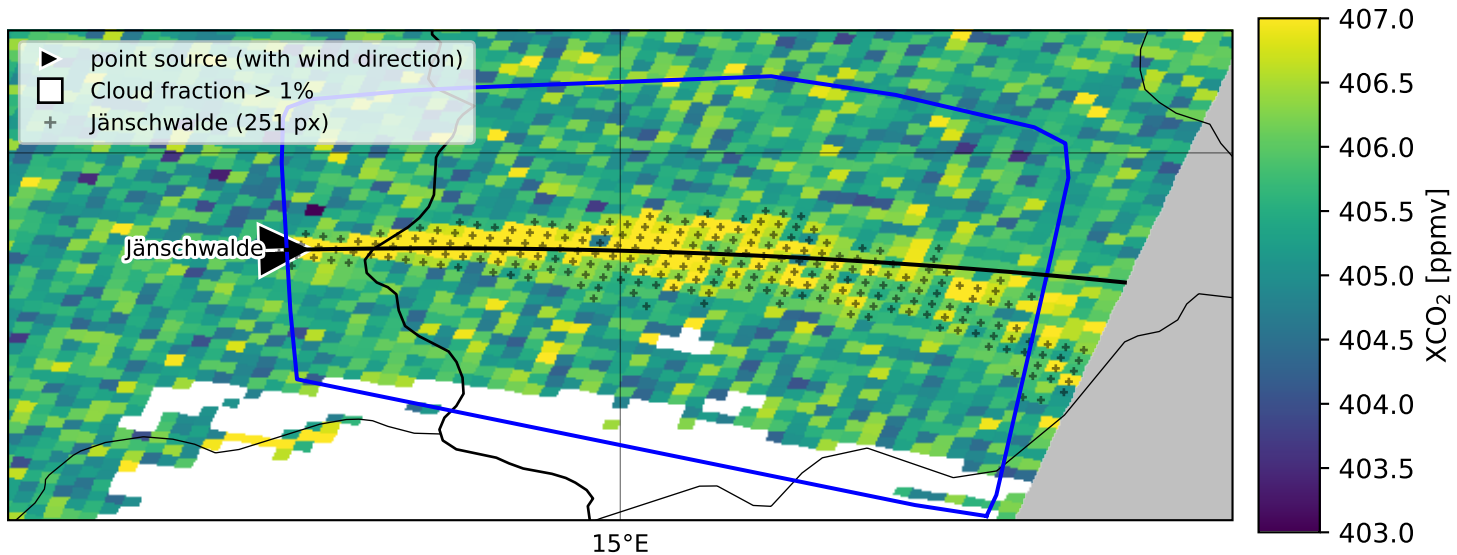 point source (with wind direction)
Cloud fraction > 1%
Jänschwalde (251 px)
Jänschwalde
15°E
407.0
406.5
406.0
405.5
405.0
404.5
404.0
403.5
403.0
XCO₂ [ppmv]